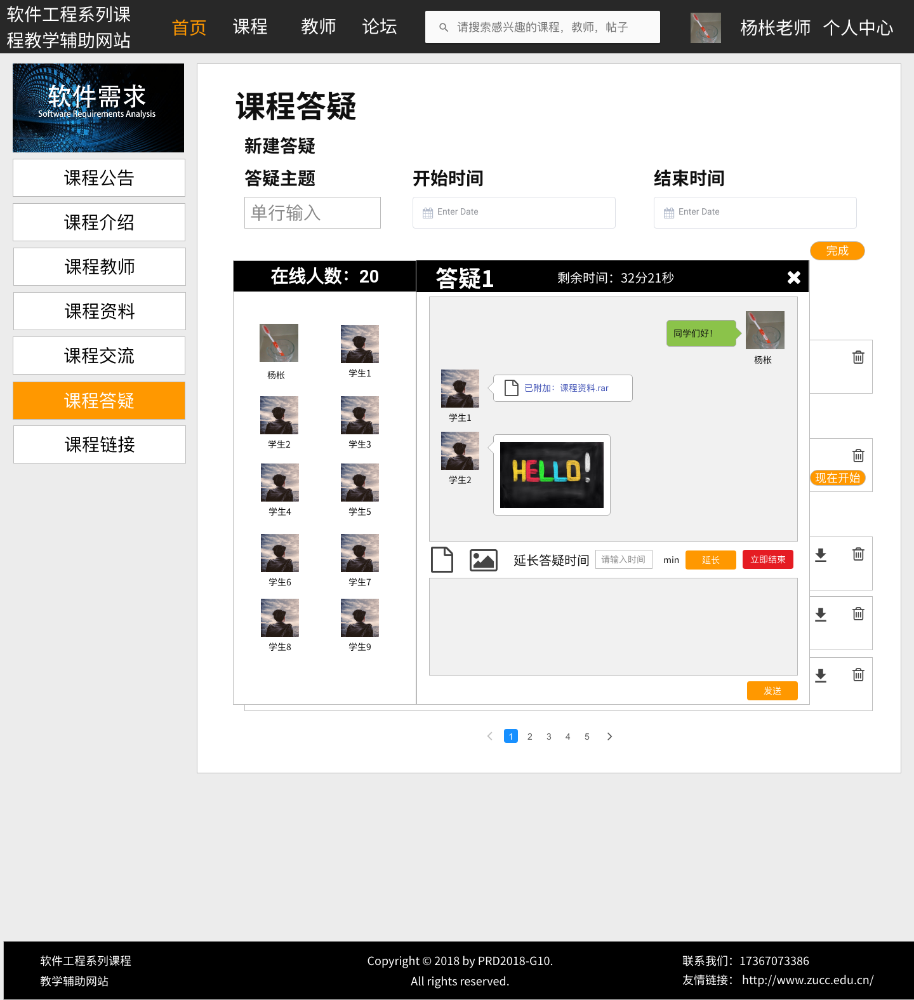 软件工程系列课
程教学辅助网站
首页
课程
教师
论坛
请搜索感兴趣的课程，教师，帖子
杨枨老师
个人中心
软件需求
Software Requirements Analysis
课程公告
课程介绍
课程教师
课程资料
课程交流
课程答疑
课程链接
课程答疑
新建答疑
答疑主题
开始时间
结束时间
单行输入
Enter Date
Enter Date
完成
在线人数：20
答疑1
剩余时间：32分21秒
杨枨
学生1
学生2
学生3
学生4
学生5
学生6
学生7
学生8
学生9
同学们好！
杨枨
已附加：课程资料.rar
学生1
HELLO!
学生2
现在开始
延长答疑时间
请输入时间
min
延长
立即结束
发送
1
2
3
4
5
软件工程系列课程
教学辅助网站
Copyright © 2018 by PRD2018-G10.
All rights reserved.
联系我们：17367073386
友情链接： http://www.zucc.edu.cn/